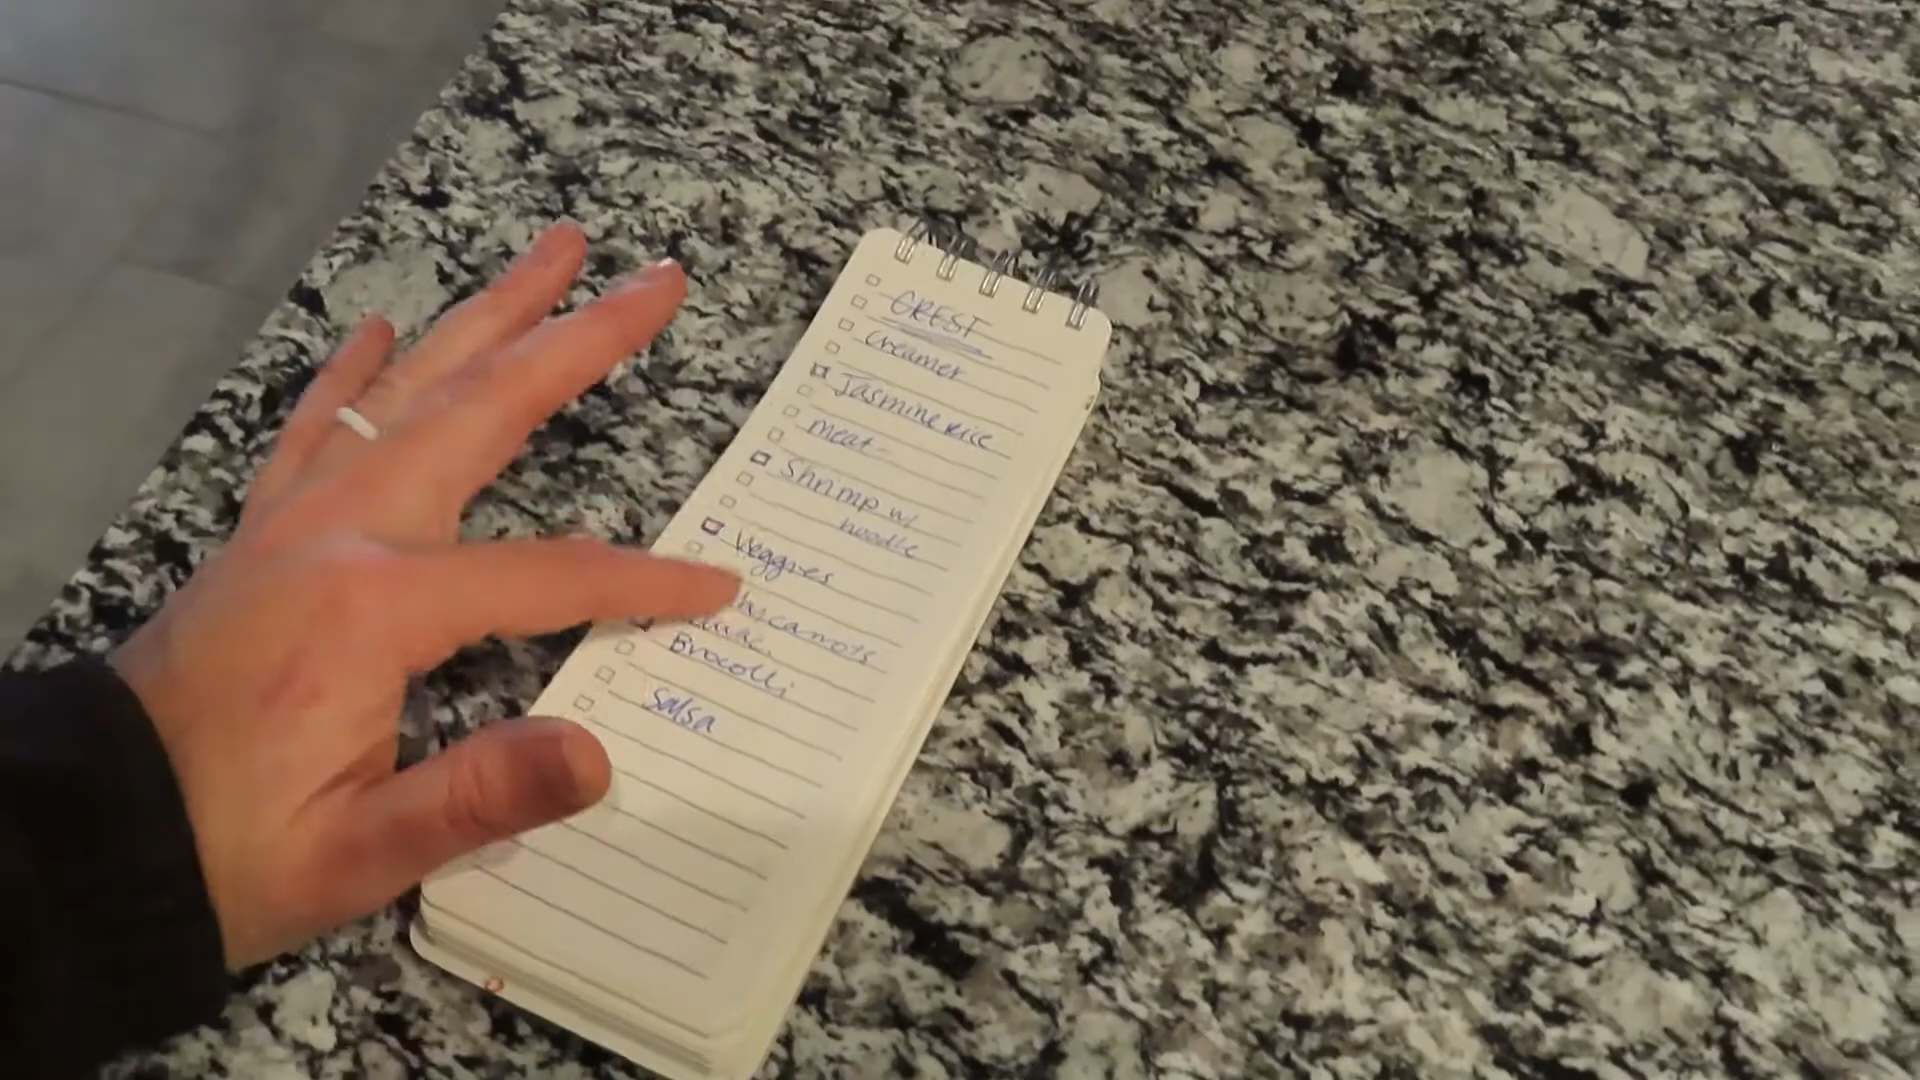 CREST
Creamer
Jasmine rice
meat-
Shrimp w/
noodle
Veggies
carrots
Brocolli
Salsa